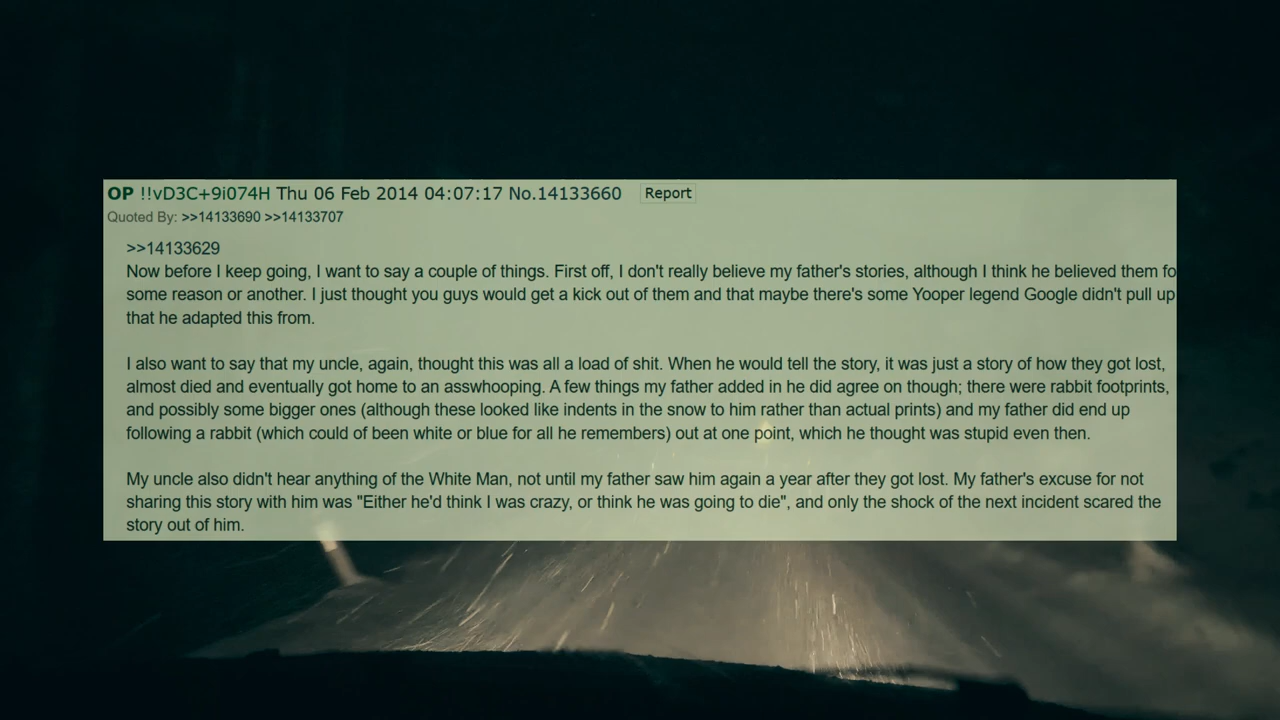 OP !!vD3C+9i074H Thu 06 Feb 2014 04:07:17 No.14133660 Report
Quoted By: >>14133690 >>14133707
>>14133629
Now before I keep going, I want to say a couple of things. First off, I don't really believe my father's stories, although I think he believed them fo
some reason or another. I just thought you guys would get a kick out of them and that maybe there's some Yooper legend Google didn't pull up
that he adapted this from.
I also want to say that my uncle, again, thought this was all a load of shit. When he would tell the story, it was just a story of how they got lost,
almost died and eventually got home to an asswhooping. A few things my father added in he did agree on though; there were rabbit footprints,
and possibly some bigger ones (although these looked like indents in the snow to him rather than actual prints) and my father did end up
following a rabbit (which could of been white or blue for all he remembers) out at one point, which he thought was stupid even then.
My uncle also didn't hear anything of the White Man, not until my father saw him again a year after they got lost. My father's excuse for not
sharing this story with him was "Either he'd think I was crazy, or think he was going to die", and only the shock of the next incident scared the
story out of him.